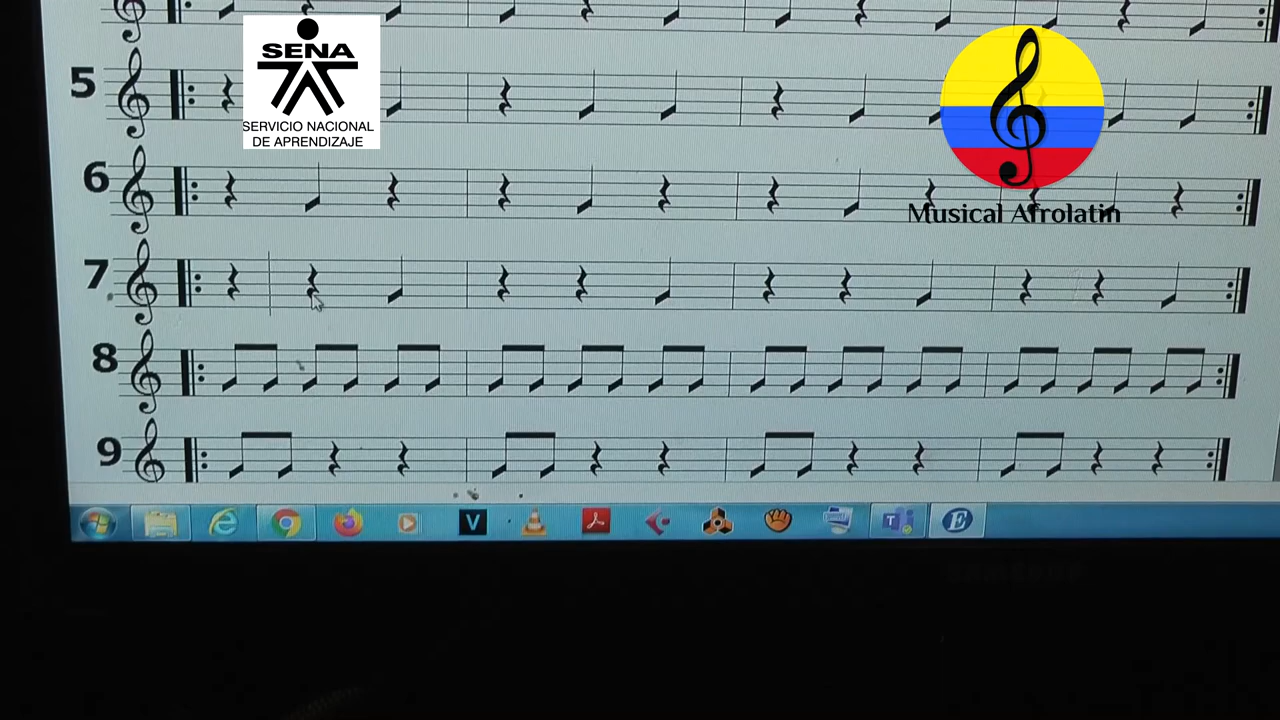 SENA
SERVICIO NACIONAL
DE APRENDIZAJE
Musical Afrolatin
5
6
7
8
9